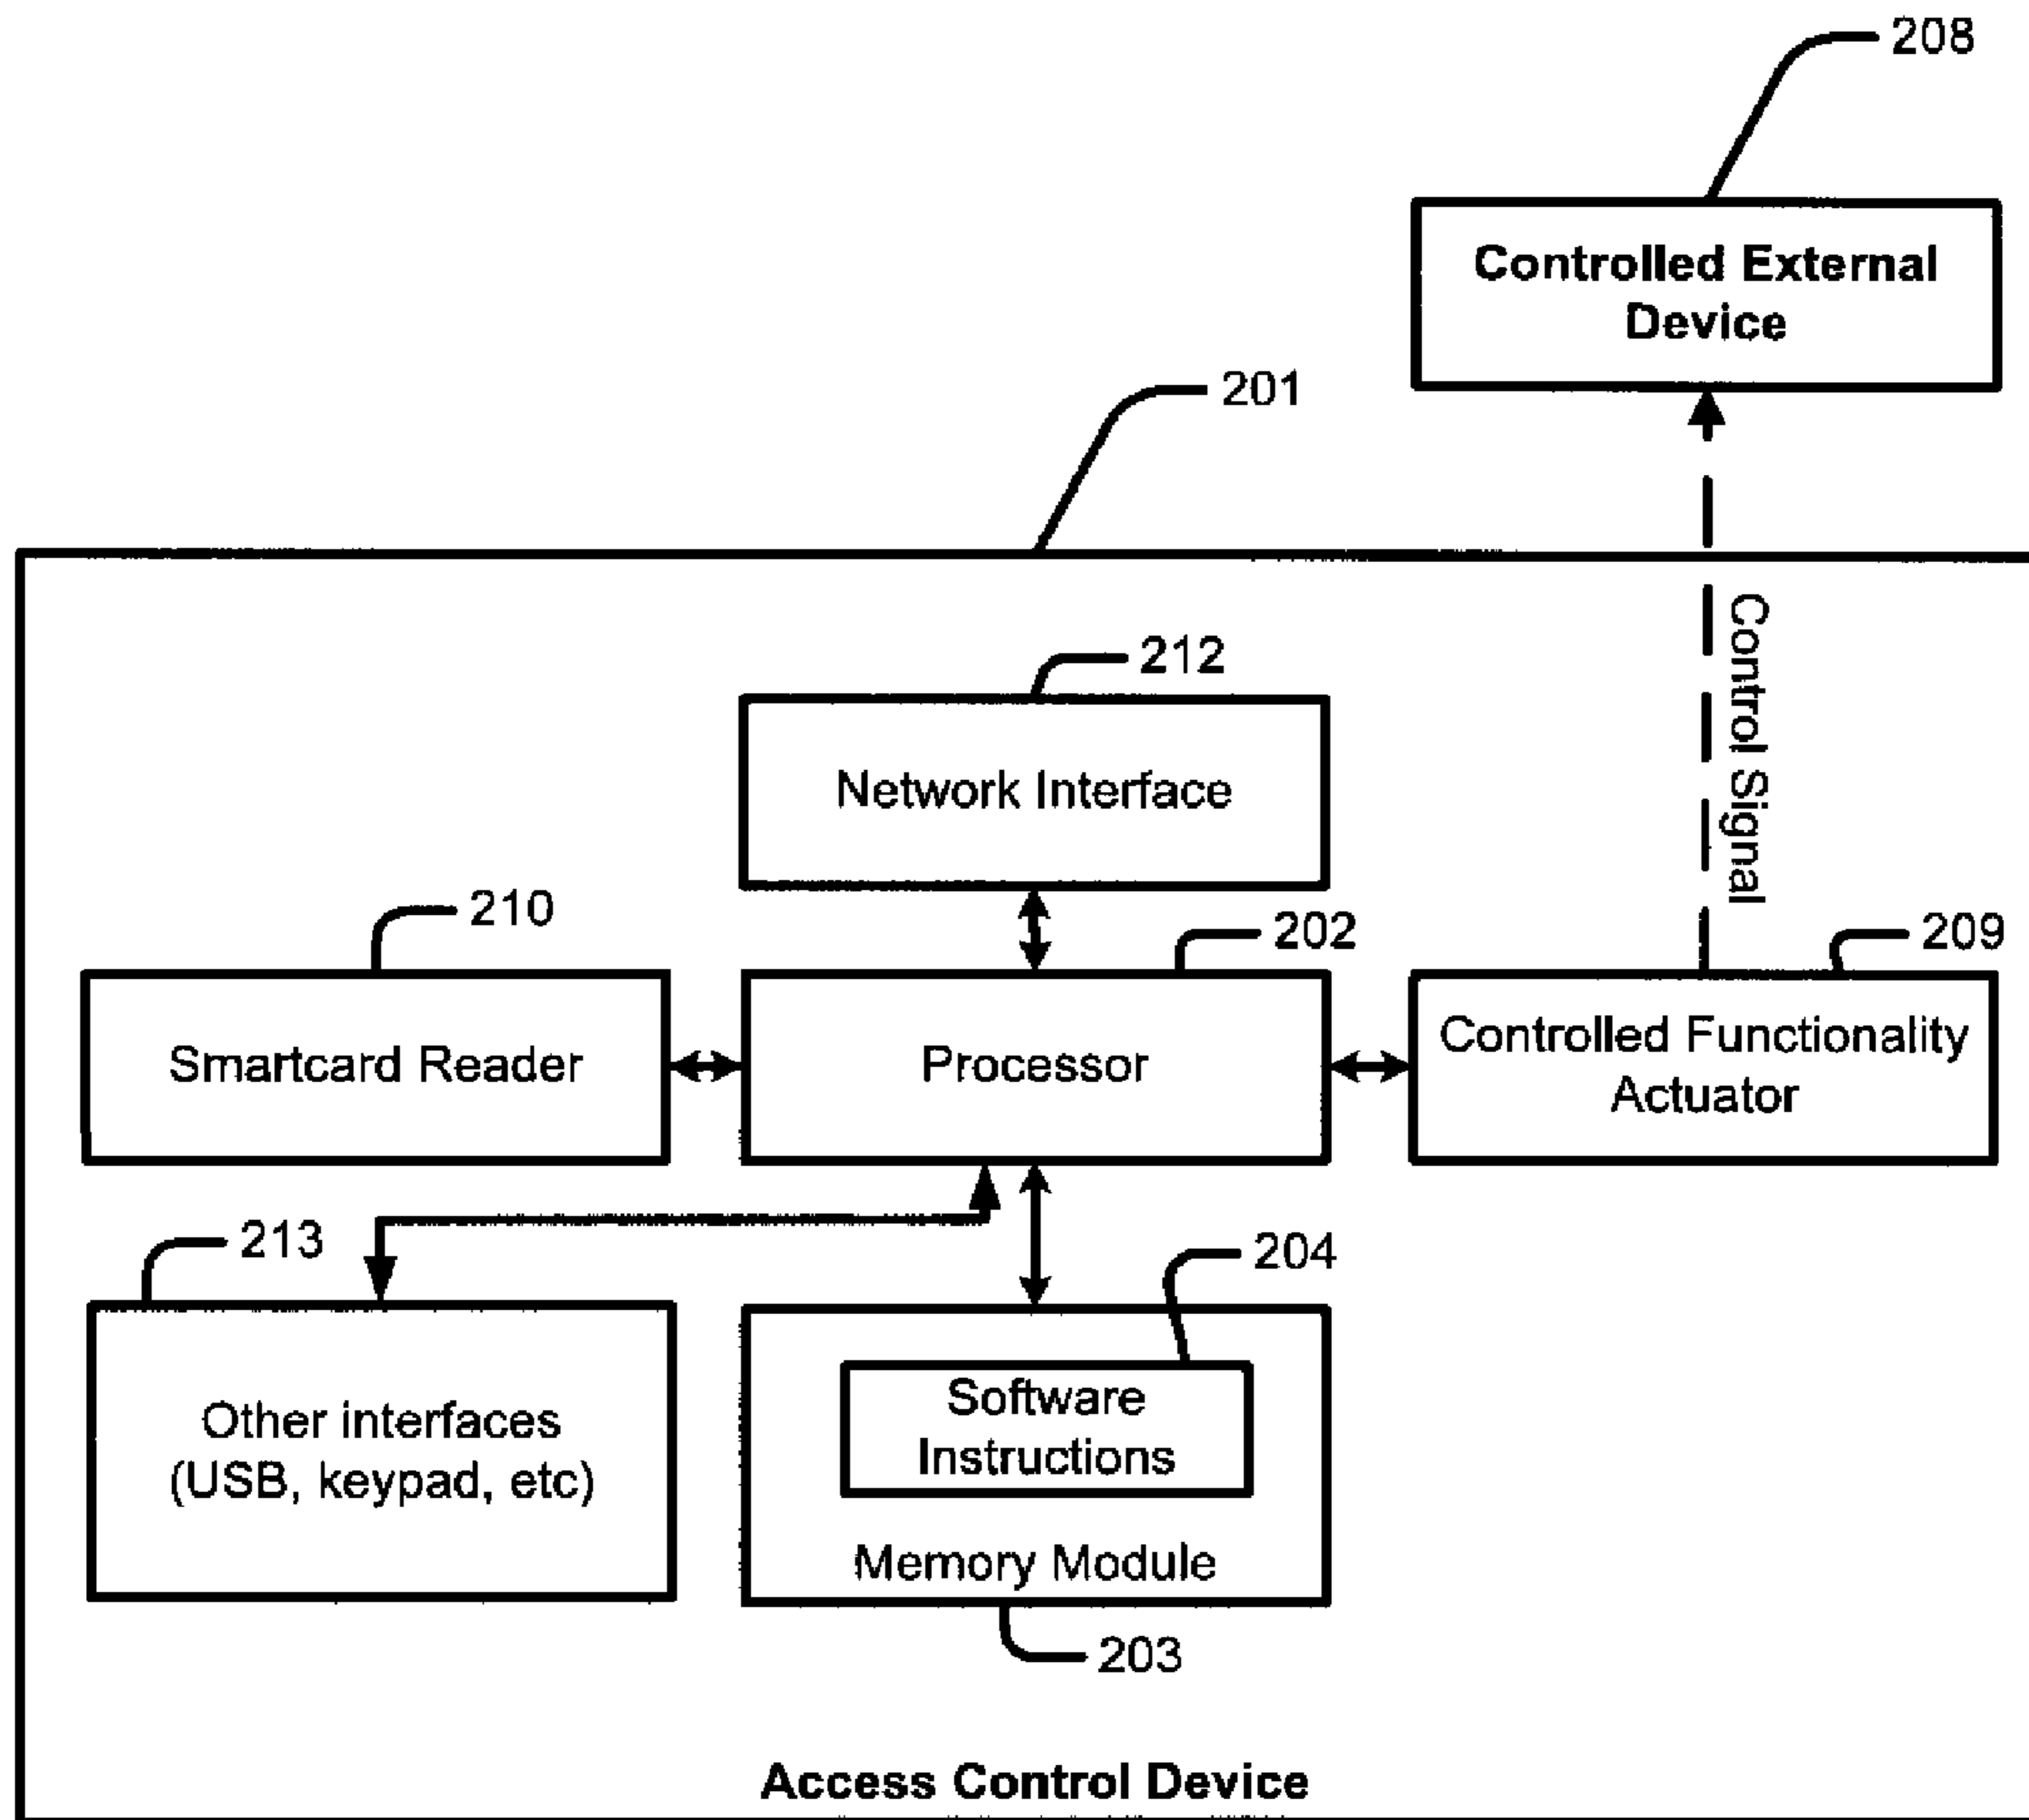 208
Controlled External
Device
201
Control Signal
212
Network Interface
210
202
209
Smartcard Reader
Processor
Controlled Functionality
Actuator
213
204
Other interfaces
(USB, keypad, etc)
Software
Instructions
Memory Module
203
Access Control Device